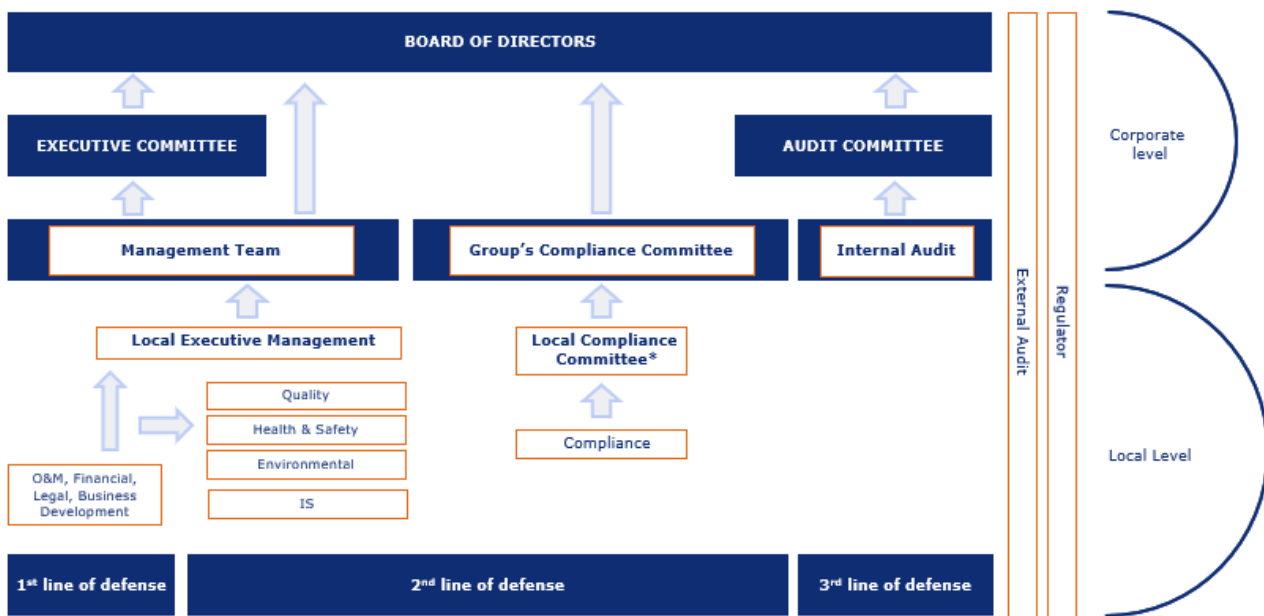 BOARD OF DIRECTORS
EXECUTIVE COMMITTEE
AUDIT COMMITTEE
Management Team
Group's Compliance Committee
Internal Audit
Local Executive Management
Local Compliance
Committee*
Quality
Health & Safety
Environmental
IS
Compliance
O&M, Financial,
Legal, Business
Development
1st line of defense
2nd line of defense
3rd line of defense
External Audit
Regulator
Corporate
level
Local Level